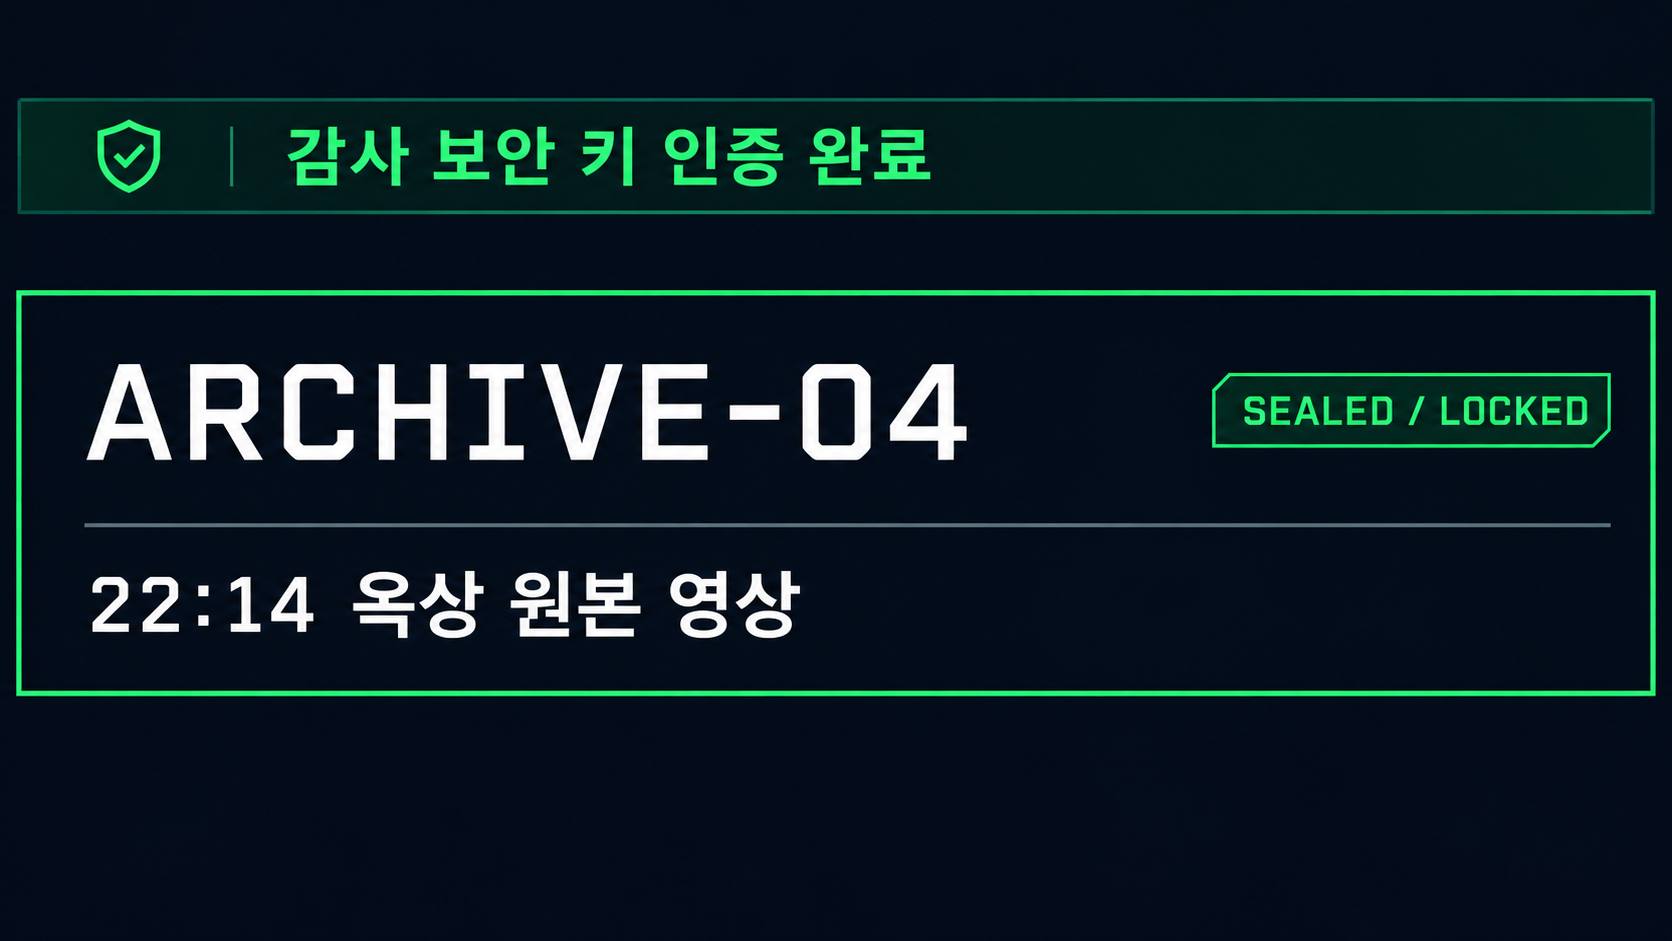 감사 보안 키 인증 완료
ARCHIVE-04
SEALED / LOCKED
22:14 옥상 원본 영상